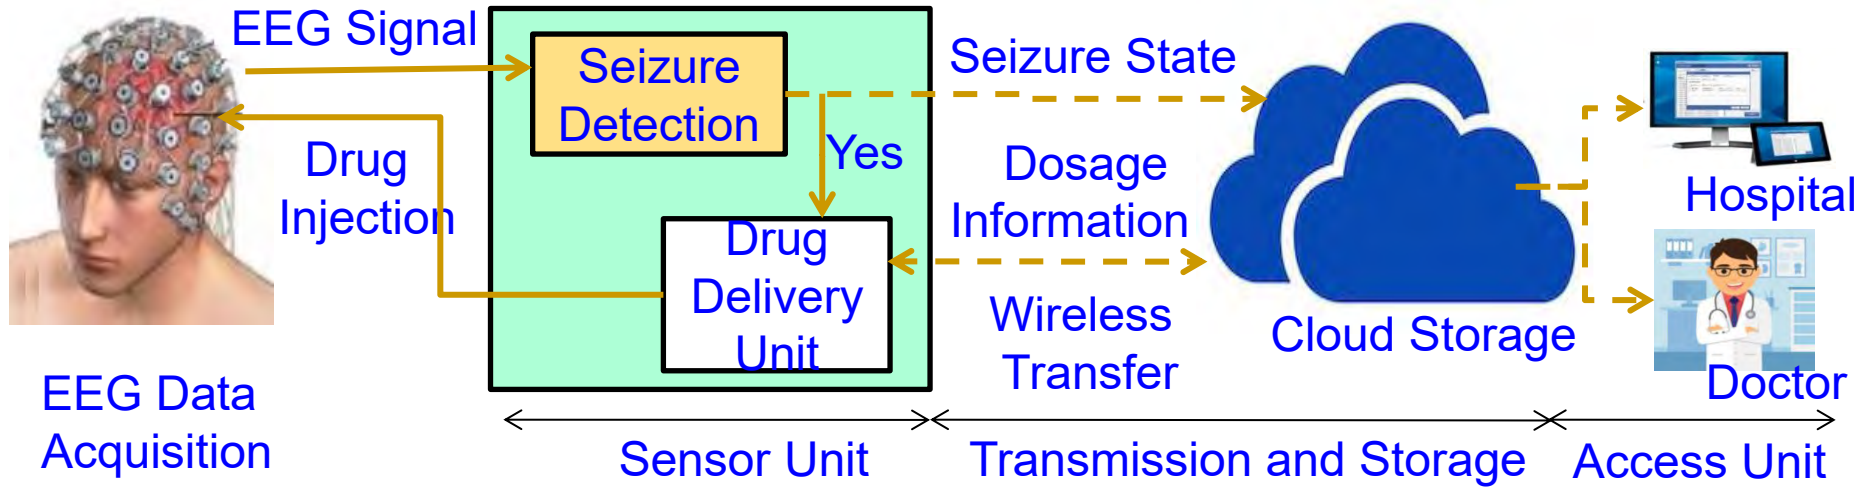 EEG Signal
Seizure
Detection
Seizure State
Yes
Drug
Injection
Dosage
Information
Hospital
Drug
Delivery
Unit
Wireless
Transfer
Cloud Storage
Doctor
EEG Data
Acquisition
Sensor Unit
Transmission and Storage
Access Unit